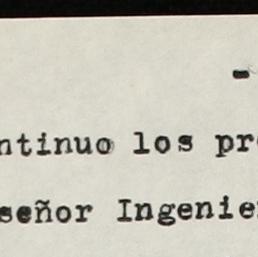 -
ntinuo los pr
señor Ingenie